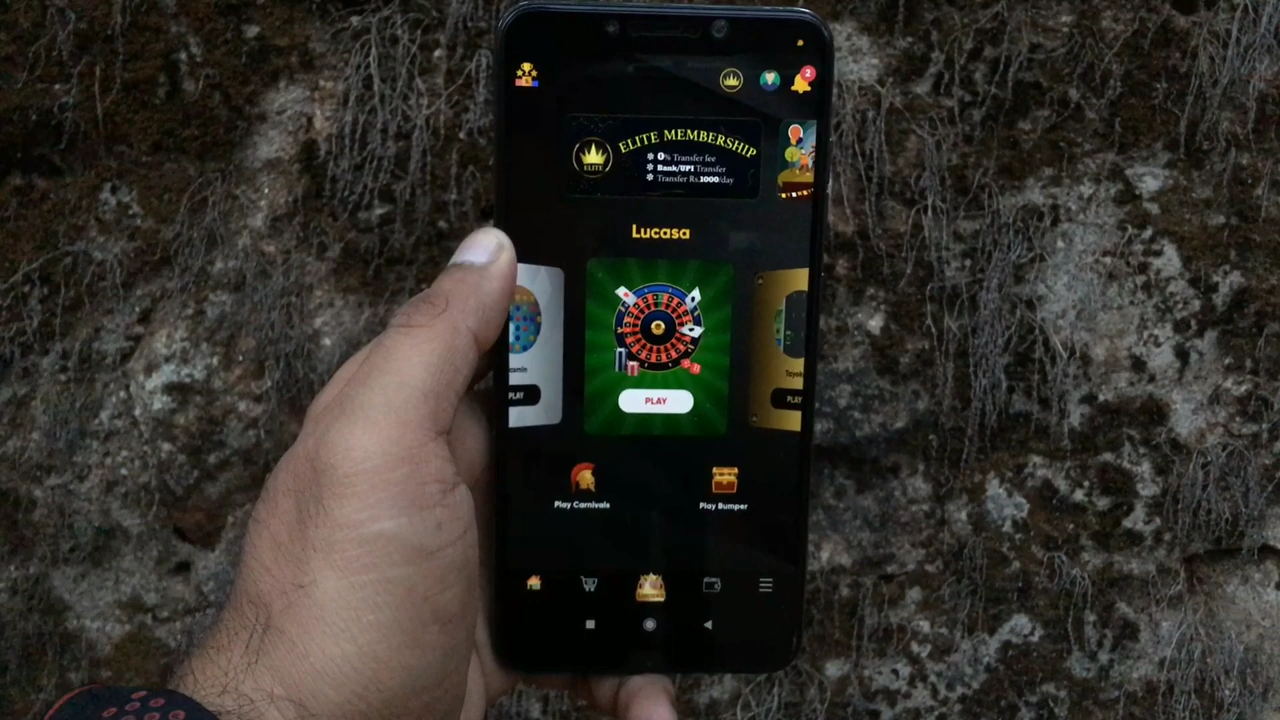 2
ELITE MEMBERSHIP
ELITE
0% Transfer fee
Bank/UPI Transfer
Transfer Rs.1000/day
Lucasa
PLAY
PLAY
PLAY
Play Carnivals
Play Bumper